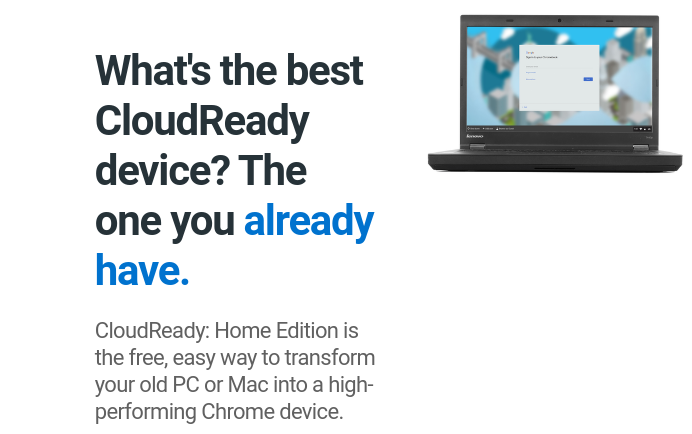 What's the best
CloudReady
device? The
one you already
have.
CloudReady: Home Edition is
the free, easy way to transform
your old PC or Mac into a high-
performing Chrome device.
lenovo